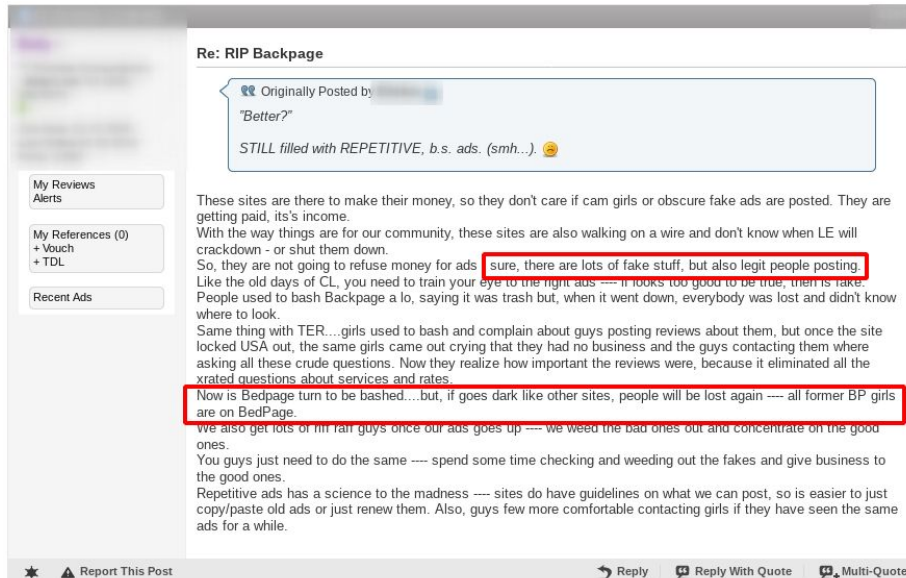 Re: RIP Backpage
Originally Posted by
"Better?"
STILL filled with REPETITIVE, b.s. ads. (smh...).
My Reviews
Alerts
My References (0)
+ Vouch
+ TDL
Recent Ads
These sites are there to make their money, so they don't care if cam girls or obscure fake ads are posted. They are
getting paid, its's income.
With the way things are for our community, these sites are also walking on a wire and don't know when LE will
crackdown - or shut them down.
So, they are not going to refuse money for ads sure, there are lots of fake stuff, but also legit people posting.
Like the old days of CL, you need to train your eye to the right ads ---- if looks too good to be true, then is fake.
People used to bash Backpage a lo, saying it was trash but, when it went down, everybody was lost and didn't know
where to look.
Same thing with TER....girls used to bash and complain about guys posting reviews about them, but once the site
locked USA out, the same girls came out crying that they had no business and the guys contacting them where
asking all these crude questions. Now they realize how important the reviews were, because it eliminated all the
xrated questions about services and rates.
Now is Bedpage turn to be bashed....but, if goes dark like other sites, people will be lost again ---- all former BP girls
are on BedPage.
We also get lots of riff raff guys once our ads goes up ---- we weed the bad ones out and concentrate on the good
ones.
You guys just need to do the same ---- spend some time checking and weeding out the fakes and give business to
the good ones.
Repetitive ads has a science to the madness ---- sites do have guidelines on what we can post, so is easier to just
copy/paste old ads or just renew them. Also, guys few more comfortable contacting girls if they have seen the same
ads for a while.
Report This Post
Reply
Reply With Quote
Multi-Quote